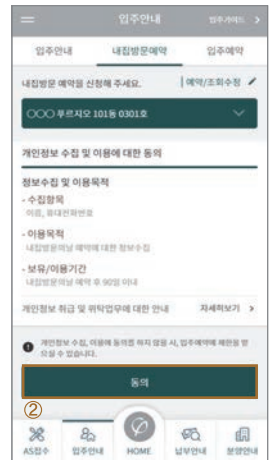 입주안내 입주가이드 >
입주안내 내집방문예약 입주예약
내집방문 예약을 신청해 주세요. 예약/조회수정
○○○ 푸르지오 101동 0301호
개인정보 수집 및 이용에 대한 동의
정보수집 및 이용목적
- 수집항목
이름, 휴대전화번호
- 이용목적
내집방문의날 예약에 대한 정보수집
- 보유/이용기간
내집방문의날 예약 후 90일 이내
개인정보 취급 및 위탁업무에 대한 안내 자세히보기 >
개인정보 수집, 이용에 동의를 하지 않을 시, 입주예약에 제한을 받
으실 수 있습니다.
동의
②
AS접수 입주안내 HOME 납부안내 분양안내